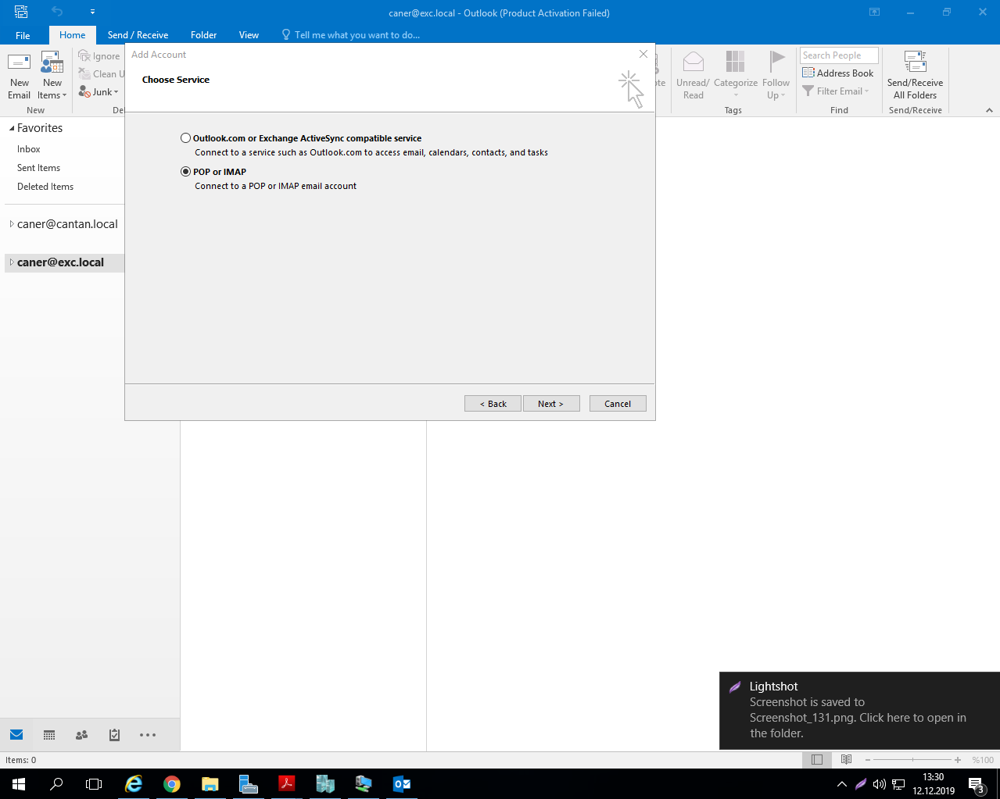 caner@exc.local - Outlook (Product Activation Failed)
File Home Send / Receive Folder View Tell me what you want to do...
New Email
New Items
Ignore
Clean U
Junk
New
Unread/ Read
Categorize
Follow Up
Tags
Search People
Address Book
Filter Email
Find
Send/Receive All Folders
Send/Receive
Add Account
Choose Service
Outlook.com or Exchange ActiveSync compatible service
Connect to a service such as Outlook.com to access email, calendars, contacts, and tasks
POP or IMAP
Connect to a POP or IMAP email account
< Back Next > Cancel
Favorites
Inbox
Sent Items
Deleted Items
caner@cantan.local
caner@exc.local
Lightshot
Screenshot is saved to
Screenshot_131.png. Click here to open in
the folder.
Items: 0
%100
13:30
12.12.2019
3